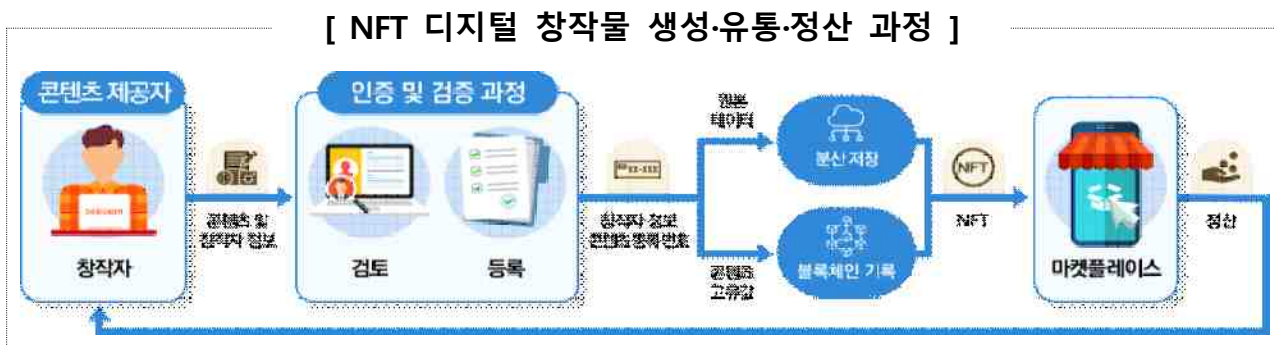 [ NFT 디지털 창작물 생성·유통·정산 과정 ]
콘텐츠 제공자
창작자
콘텐츠 및
창작자 정보
인증 및 검증 과정
검토
등록
창작자 정보
콘텐츠 등록번호
원본
데이터
분산 저장
콘텐츠
고유값
블록체인 기록
NFT
NFT
마켓플레이스
정산